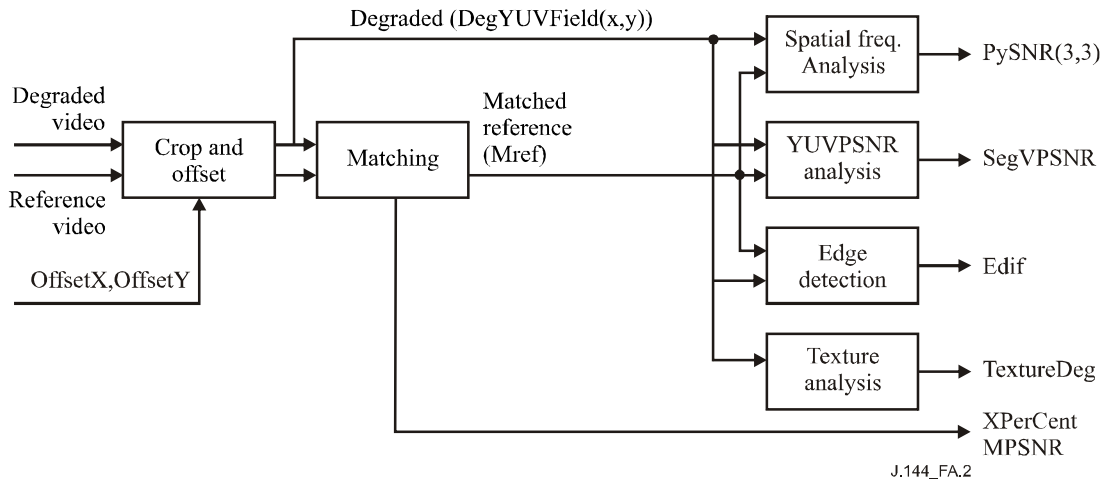 Degraded (DegYUVField(x,y))
Spatial freq.
Analysis
PySNR(3,3)
Degraded
video
Crop and
offset
Matching
Matched
reference
(Mref)
YUVPSNR
analysis
SegVPSNR
Reference
video
OffsetX,OffsetY
Edge
detection
Edif
Texture
analysis
TextureDeg
XPerCent
MPSNR
J.144_FA.2